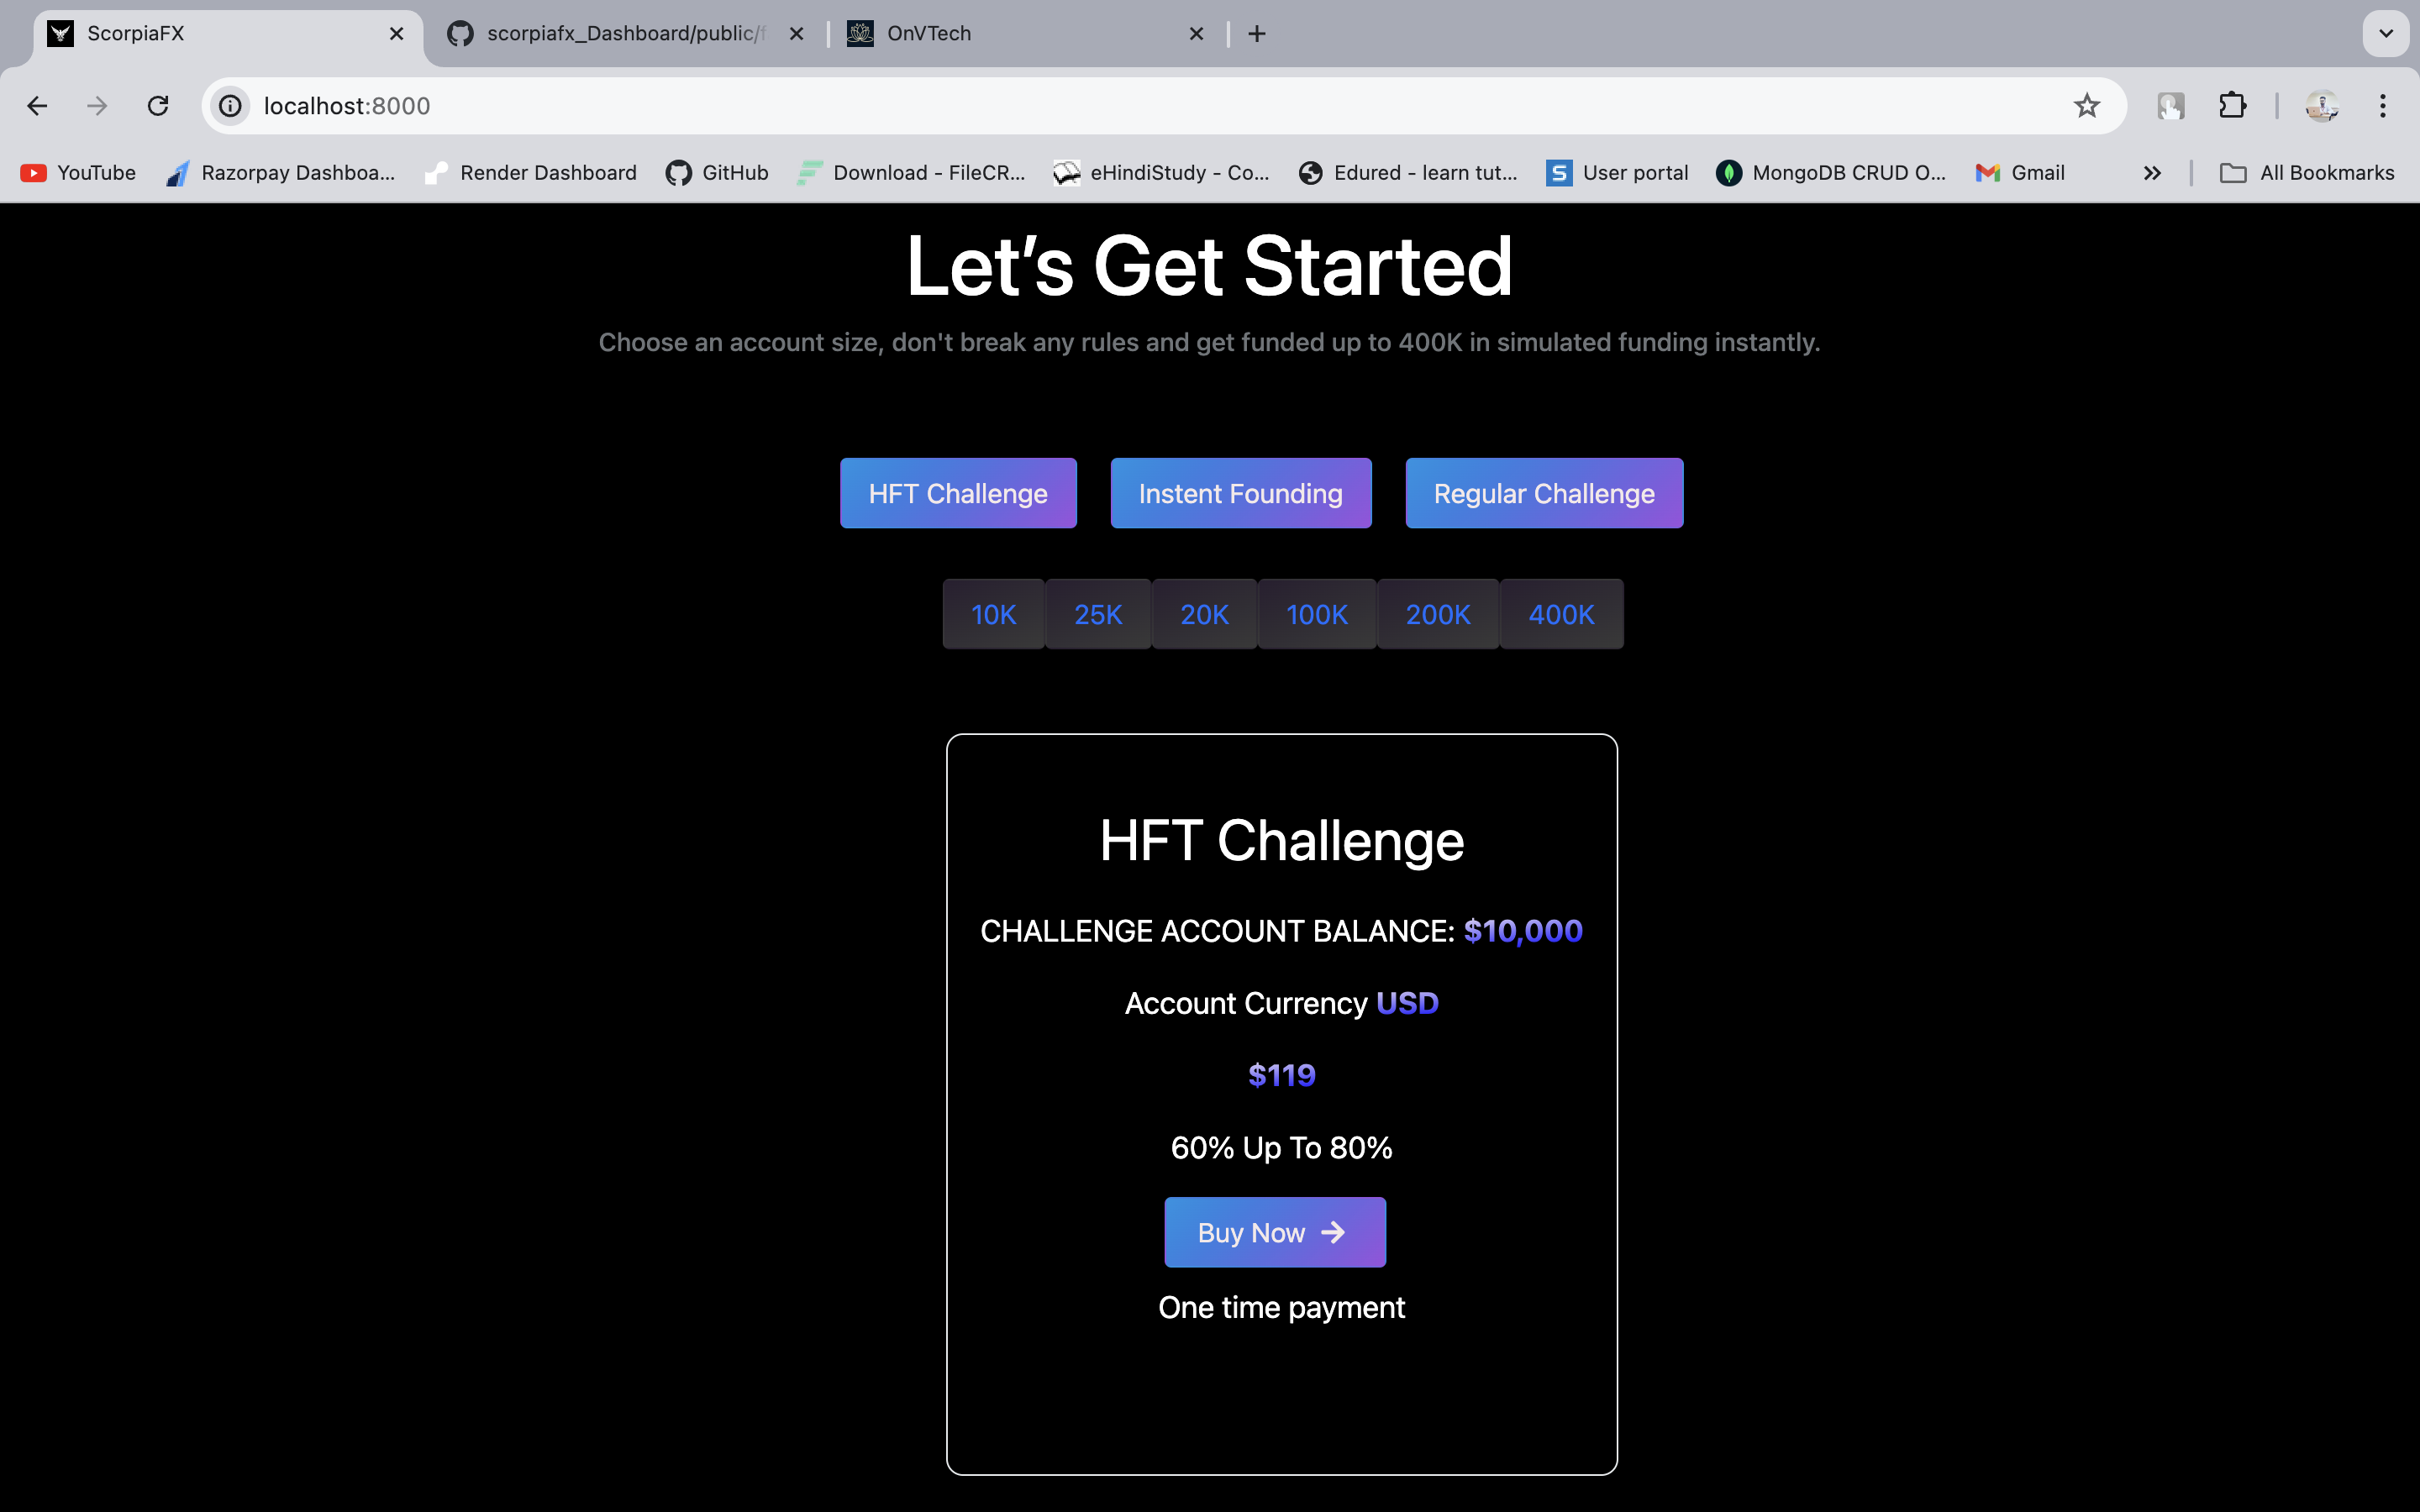 ScorpiaFX
scorpiafx_Dashboard/public/f
OnVTech
localhost:8000
YouTube
Razorpay Dashboa...
Render Dashboard
GitHub
Download - FileCR...
eHindiStudy - Co...
Edured - learn tut...
S User portal
MongoDB CRUD O...
Gmail
All Bookmarks
Let’s Get Started
Choose an account size, don't break any rules and get funded up to 400K in simulated funding instantly.
HFT Challenge
Instent Founding
Regular Challenge
10K
25K
20K
100K
200K
400K
HFT Challenge
CHALLENGE ACCOUNT BALANCE: $10,000
Account Currency USD
$119
60% Up To 80%
Buy Now →
One time payment